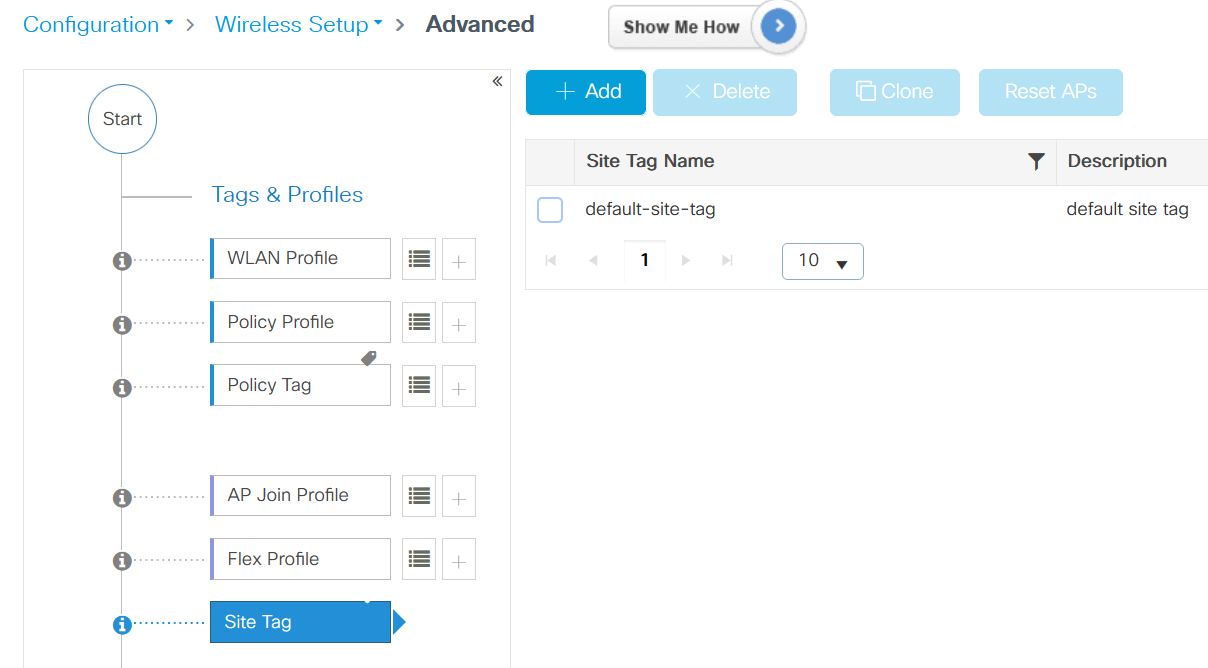 Configuration > Wireless Setup > Advanced
Show Me How
Start
Tags & Profiles
WLAN Profile
Policy Profile
Policy Tag
AP Join Profile
Flex Profile
Site Tag
+ Add
× Delete
Clone
Reset APs
Site Tag Name
Description
default-site-tag
default site tag
1
10